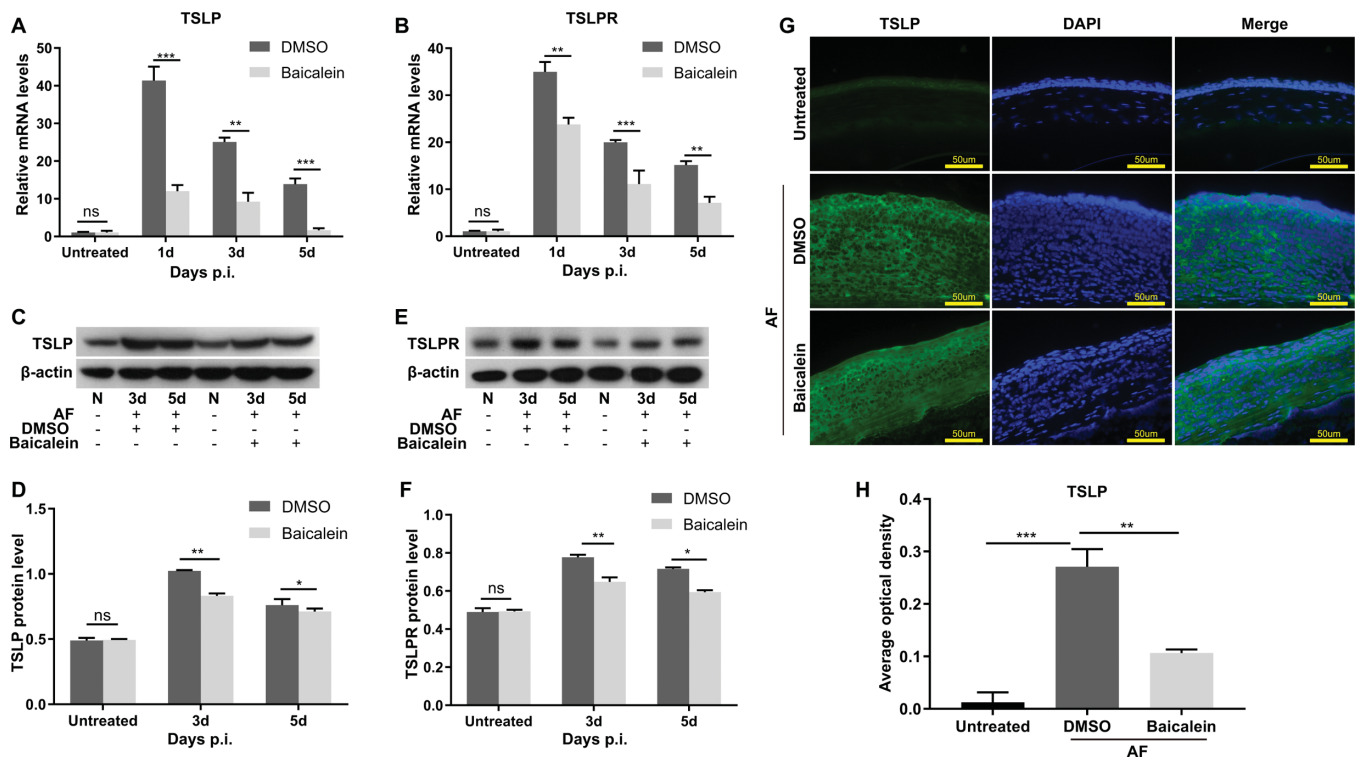 A
TSLP
DMSO
Baicalein
Relative mRNA levels
50
40
30
20
10
0
ns
***
**
***
Untreated 1d 3d 5d
Days p.i.
B
TSLPR
DMSO
Baicalein
Relative mRNA levels
40
30
20
10
0
ns
**
***
**
Untreated 1d 3d 5d
Days p.i.
C
TSLP
β-actin
N 3d 5d N 3d 5d
AF - + + - + +
DMSO - + + - - -
Baicalein - - - - + +
E
TSLPR
β-actin
N 3d 5d N 3d 5d
AF - + + - + +
DMSO - + + - - -
Baicalein - - - - + +
D
DMSO
Baicalein
TSLP protein level
1.5
1.0
0.5
0.0
ns
**
*
Untreated 3d 5d
Days p.i.
F
DMSO
Baicalein
TSLPR protein level
1.0
0.8
0.6
0.4
0.2
0.0
ns
**
*
Untreated 3d 5d
Days p.i.
G
TSLP DAPI Merge
Untreated
50um 50um 50um
AF
DMSO
50um 50um 50um
Baicalein
50um 50um 50um
H
TSLP
Average optical density
0.4
0.3
0.2
0.1
0.0
***
**
Untreated DMSO Baicalein
AF